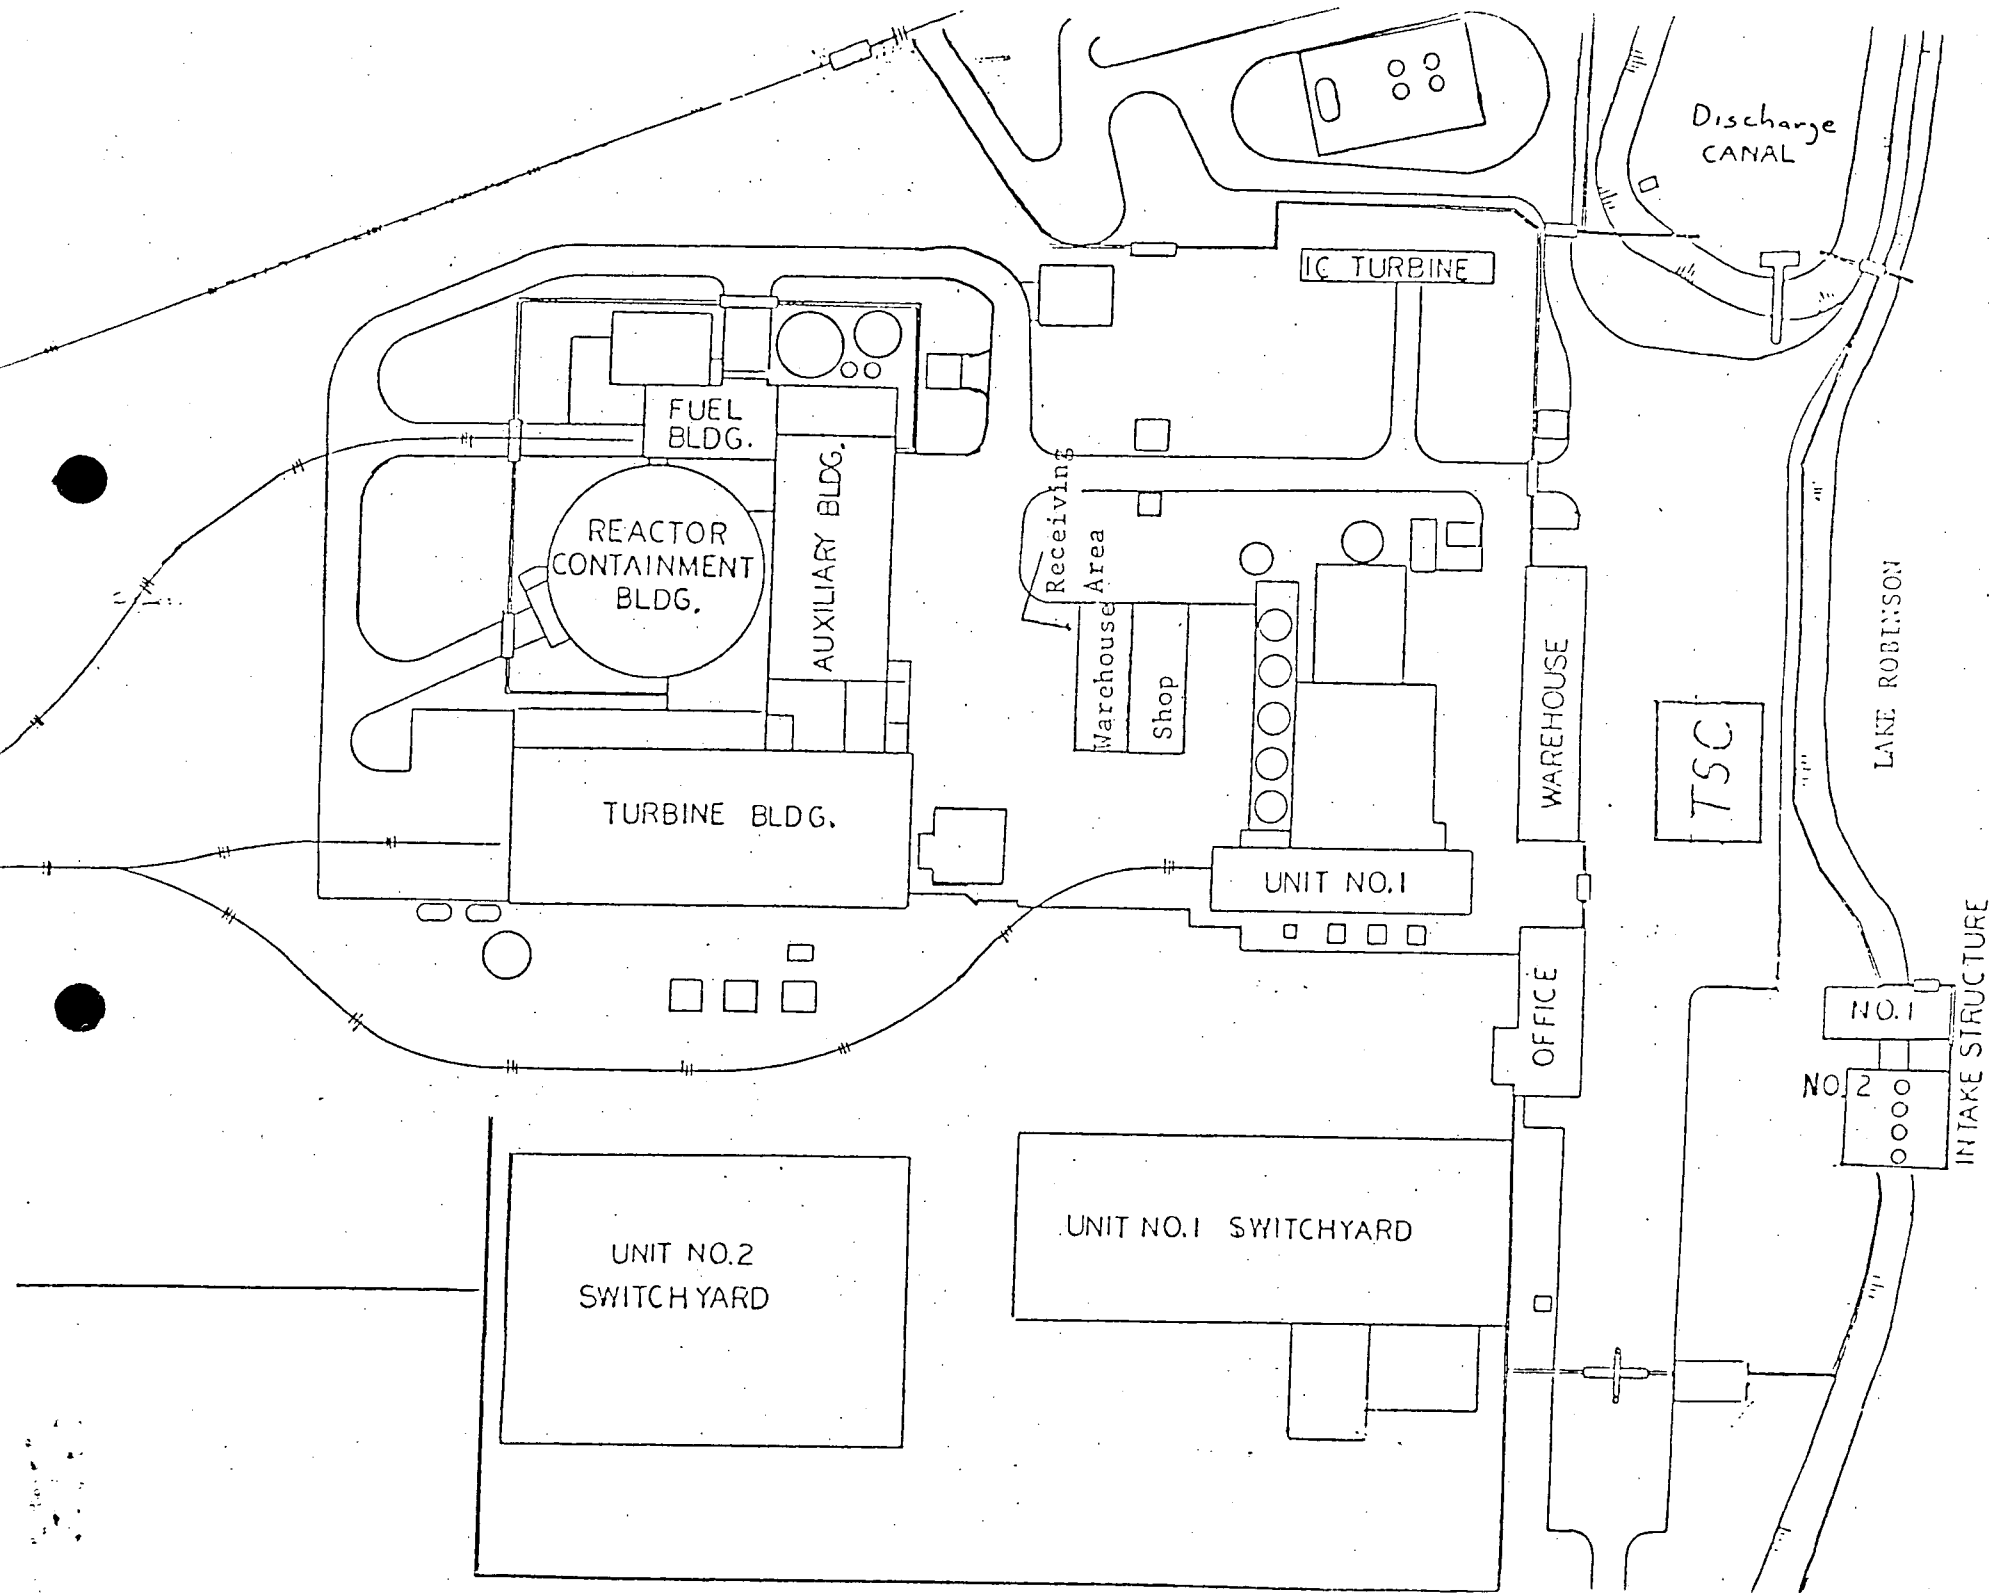 Discharge
CANAL
IC TURBINE
FUEL
BLDG.
REACTOR
CONTAINMENT
BLDG.
AUXILIARY BLDG.
Receiving
Area
Warehouse
Shop
WAREHOUSE
TSC
LAKE ROBINSON
TURBINE BLDG.
UNIT NO.1
OFFICE
NO.1
NO.2
INTAKE STRUCTURE
UNIT NO.1 SWITCHYARD
UNIT NO.2
SWITCHYARD